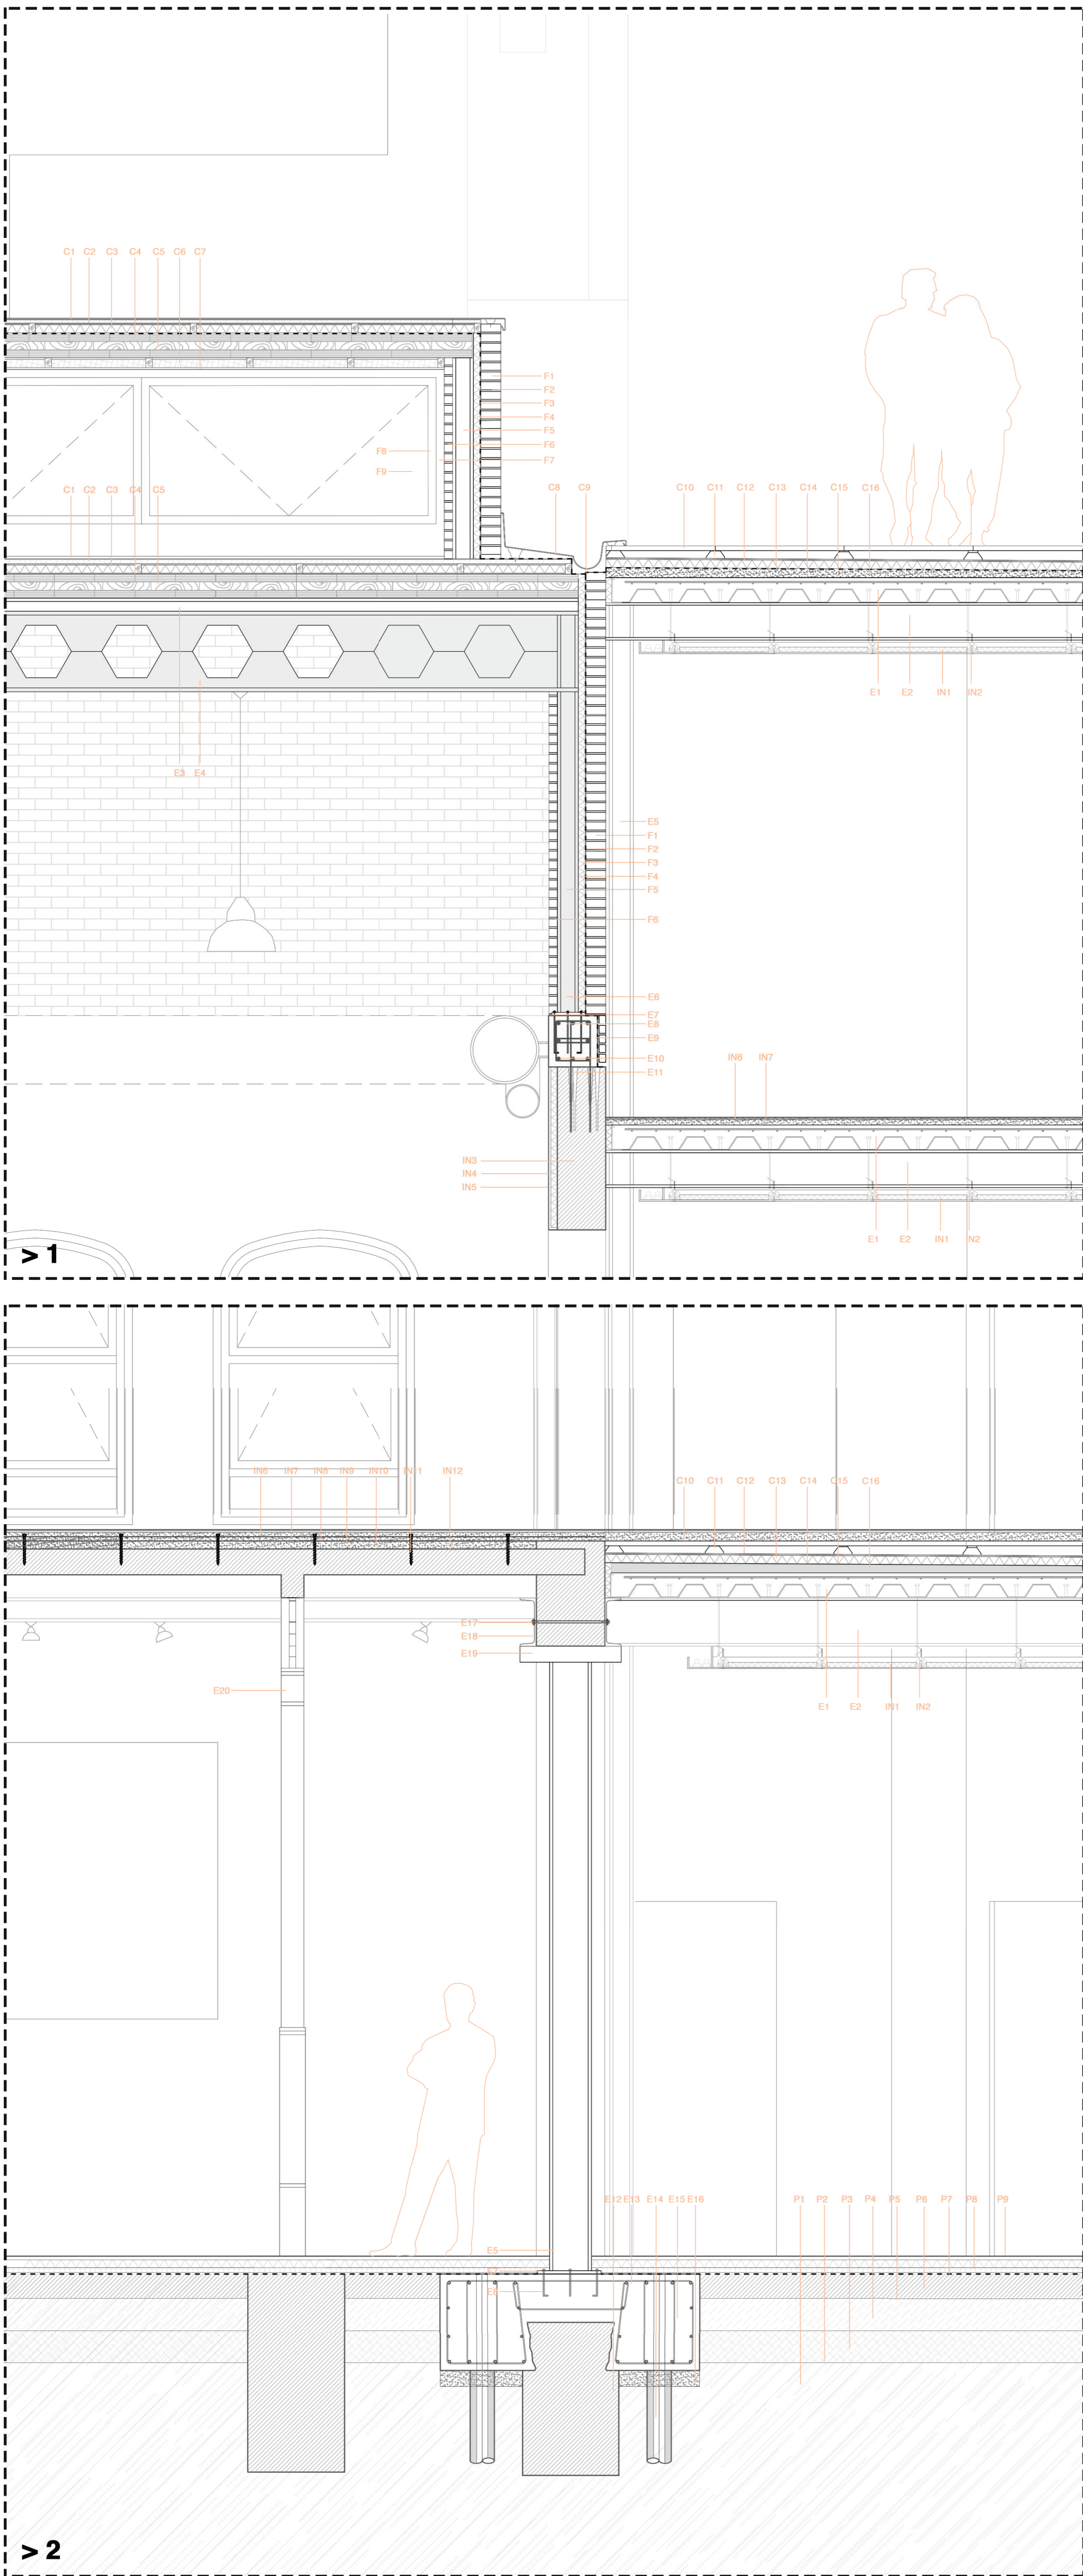 C1 C2 C3 C4 C5 C6 C7
F1
F2
F3
F4
F5
F6
F7
F8
F9
C1 C2 C3 C4 C5
C8 C9
C10 C11 C12 C13 C14 C15 C16
E1 E2 IN1 IN2
E3 E4
E5
F1
F2
F3
F4
F5
F6
E6
E7
E8
E9
E10
E11
IN6 IN7
IN3
IN4
IN5
E1 E2 IN1 N2
> 1
IN6 IN7 IN8 IN9 IN10 IN11 IN12
C10 C11 C12 C13 C14 C15 C16
E17
E18
E19
E20
E1 E2 IN1 IN2
E12 E13 E14 E15 E16
P1 P2 P3 P4 P5 P6 P7 P8 P9
E5
> 2